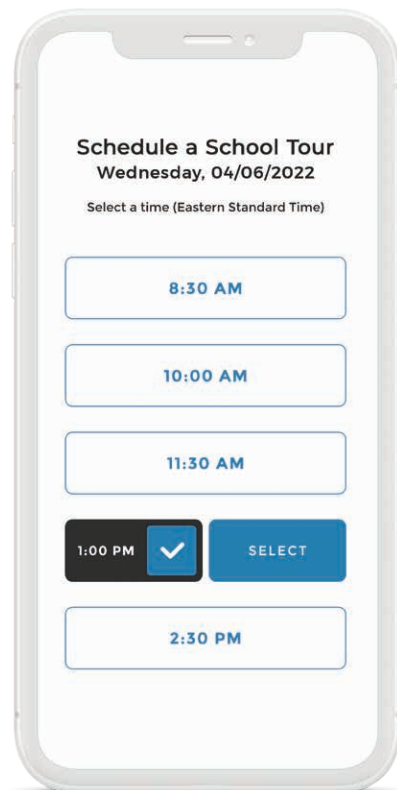 Schedule a School Tour
Wednesday, 04/06/2022
Select a time (Eastern Standard Time)
8:30 AM
10:00 AM
11:30 AM
1:00 PM SELECT
2:30 PM